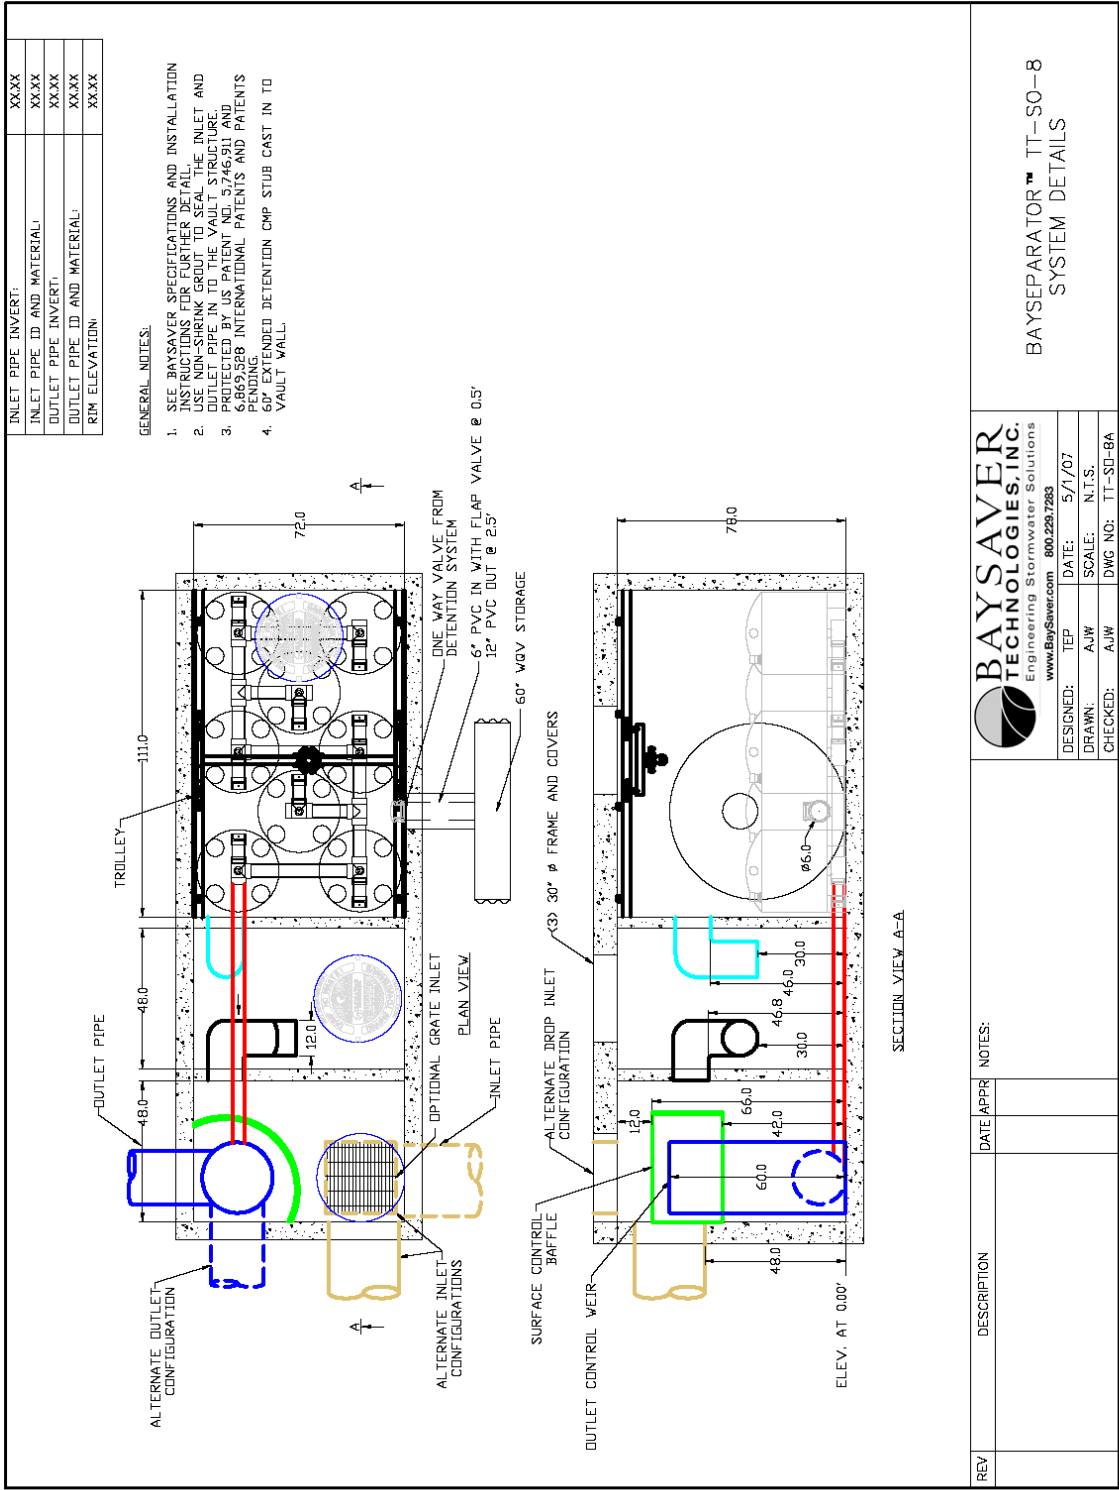 INLET PIPE INVERT: XX.XX
INLET PIPE ID AND MATERIAL: XX.XX
OUTLET PIPE INVERT: XX.XX
OUTLET PIPE ID AND MATERIAL: XX.XX
RIM ELEVATION: XX.XX
GENERAL NOTES:
1. SEE BAYSAVER SPECIFICATIONS AND INSTALLATION
INSTRUCTIONS FOR FURTHER DETAIL.
2. USE NON-SHRINK GROUT TO SEAL THE INLET AND
OUTLET PIPE IN TO THE VAULT STRUCTURE.
3. PROTECTED BY US PATENT NO. 5,746,911 AND
6,869,528 INTERNATIONAL PATENTS AND PATENTS
PENDING.
4. 60" EXTENDED DETENTION CMP STUB CAST IN TO
VAULT WALL.
OUTLET PIPE
TROLLEY
48.0
48.0
111.0
72.0
12.0
A
A
ALTERNATE OUTLET
CONFIGURATION
ALTERNATE INLET
CONFIGURATIONS
OPTIONAL GRATE INLET
INLET PIPE
PLAN VIEW
ONE WAY VALVE FROM
DETENTION SYSTEM
6" PVC IN WITH FLAP VALVE @ 0.5'
12" PVC OUT @ 2.5'
60" WQV STORAGE
SURFACE CONTROL
BAFFLE
ALTERNATE DROP INLET
CONFIGURATION
(3) 30" ø FRAME AND COVERS
OUTLET CONTROL WEIR
12.0
66.0
42.0
60.0
48.0
46.8
30.0
46.0
30.0
ø6.0
78.0
ELEV. AT 0.00'
SECTION VIEW A-A
REV DESCRIPTION DATE APPR
NOTES:
BAYSAVER
TECHNOLOGIES, INC.
Engineering Stormwater Solutions
www.BaySaver.com 800.229.7283
DESIGNED: TEP DATE: 5/1/07
DRAWN: AJW SCALE: N.T.S.
CHECKED: AJW DWG NO: TT-SO-8A
BAYSEPARATOR™ TT-SO-8
SYSTEM DETAILS